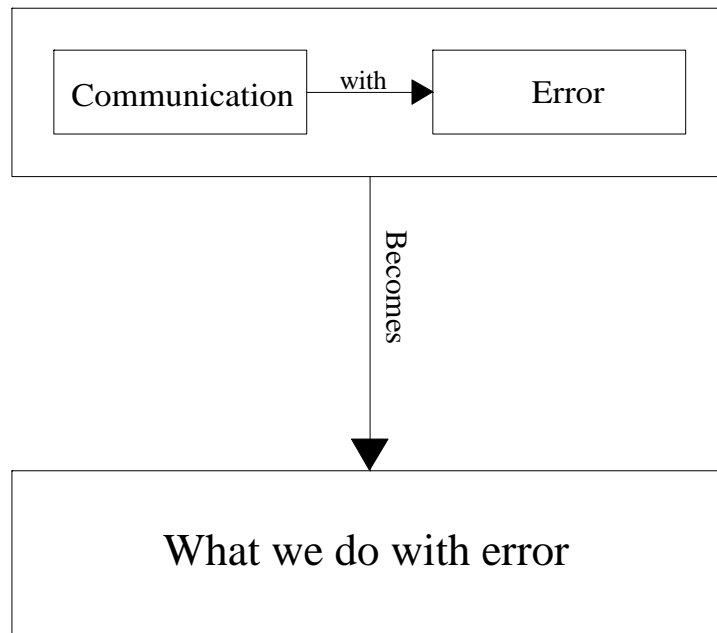 Communication
with
Error
Becomes
What we do with error